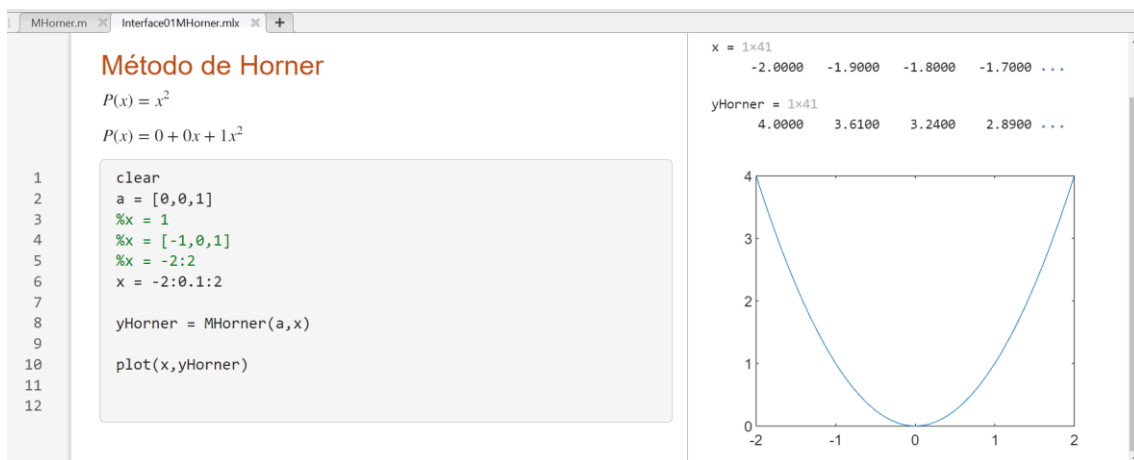 MHorner.m × Interface01MHorner.mlx × +
Método de Horner
P(x) = x²
P(x) = 0 + 0x + 1x²
1 clear
2 a = [0,0,1]
3 %x = 1
4 %x = [-1,0,1]
5 %x = -2:2
6 x = -2:0.1:2
7
8 yHorner = MHorner(a,x)
9
10 plot(x,yHorner)
11
12
x = 1×41
-2.0000 -1.9000 -1.8000 -1.7000 ...
yHorner = 1×41
4.0000 3.6100 3.2400 2.8900 ...
4
3
2
1
0
-2 -1 0 1 2